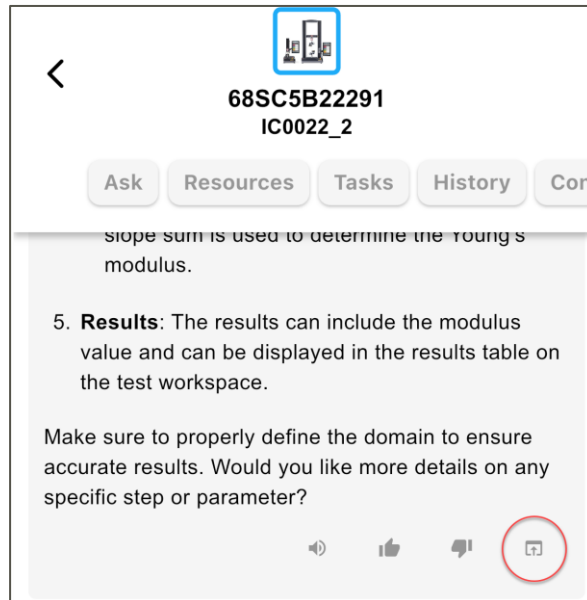 68SC5B22291
IC0022_2
Ask Resources Tasks History Con
slope sum is used to determine the Young's
modulus.
5. Results: The results can include the modulus
value and can be displayed in the results table on
the test workspace.
Make sure to properly define the domain to ensure
accurate results. Would you like more details on any
specific step or parameter?